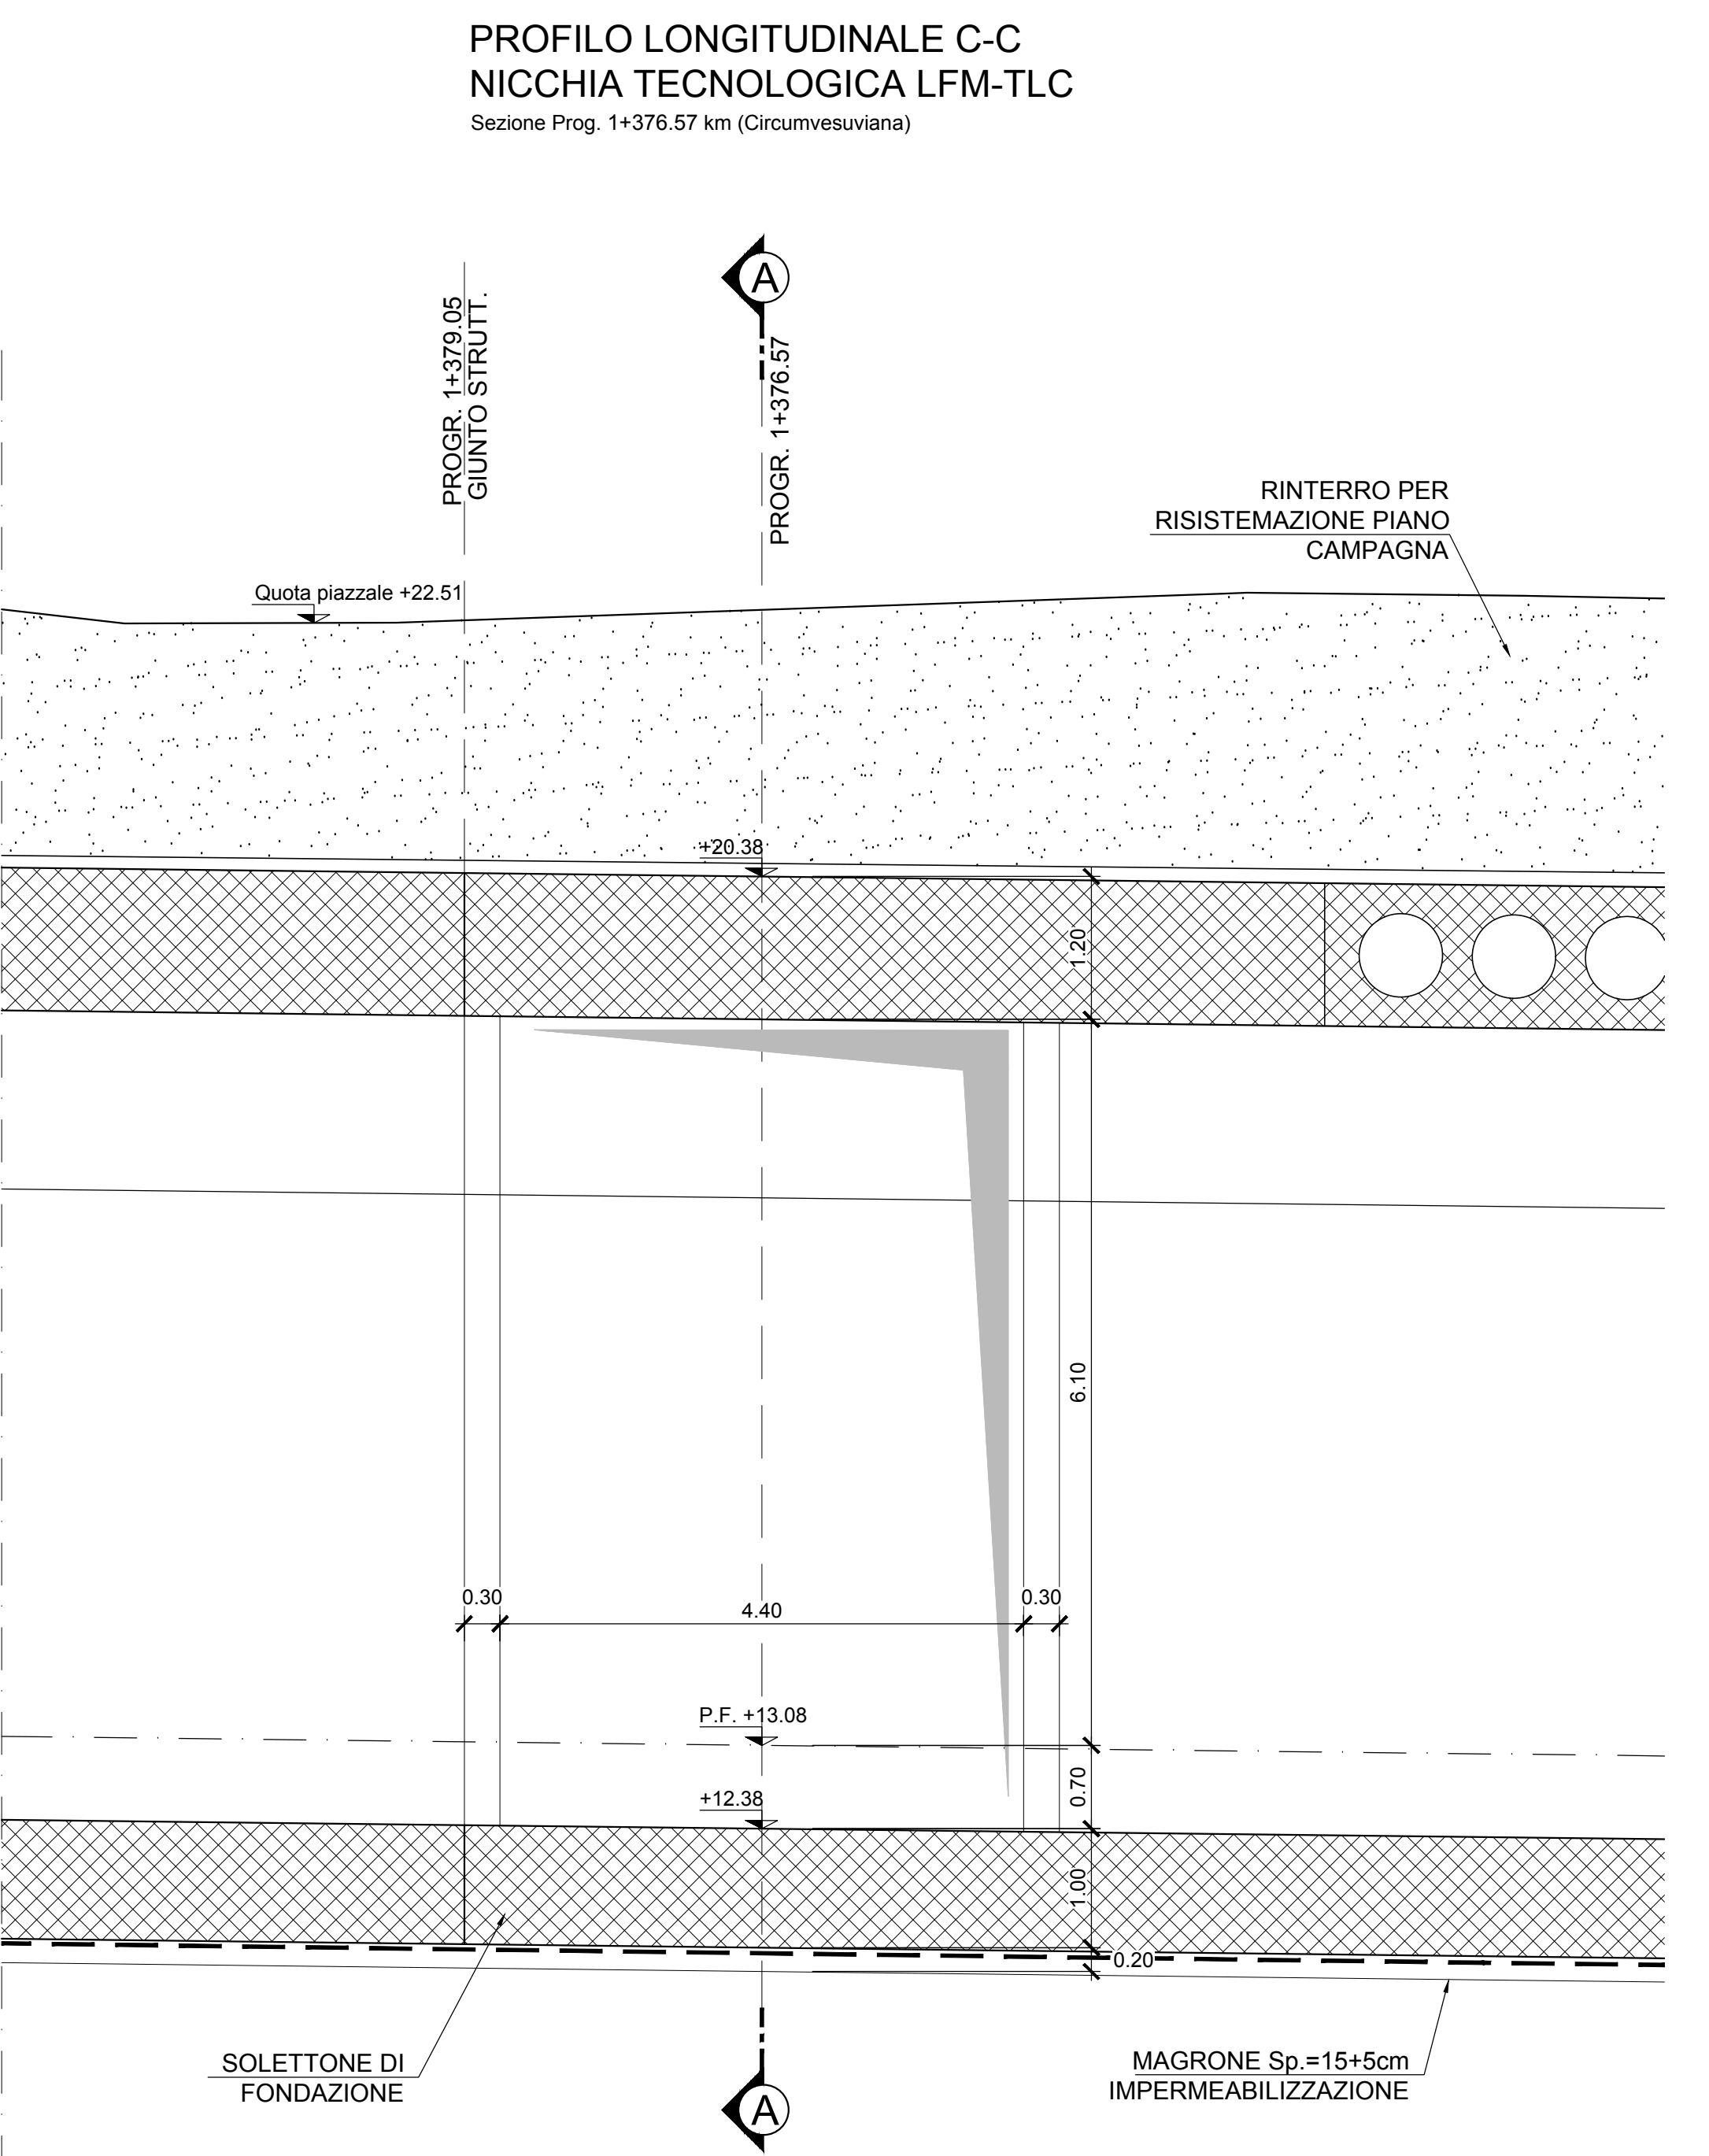 PROFILO LONGITUDINALE C-C
NICCHIA TECNOLOGICA LFM-TLC
Sezione Prog. 1+376.57 km (Circumvesuviana)
A
PROGR. 1+379.05
GIUNTO STRUTT.
PROGR. 1+376.57
RINTERRO PER
RISISTEMAZIONE PIANO
CAMPAGNA
Quota piazzale +22.51
+20.38
1.20
6.10
0.30
4.40
0.30
P.F. +13.08
0.70
+12.38
1.00
0.20
SOLETTONE DI
FONDAZIONE
MAGRONE Sp.=15+5cm
IMPERMEABILIZZAZIONE
A